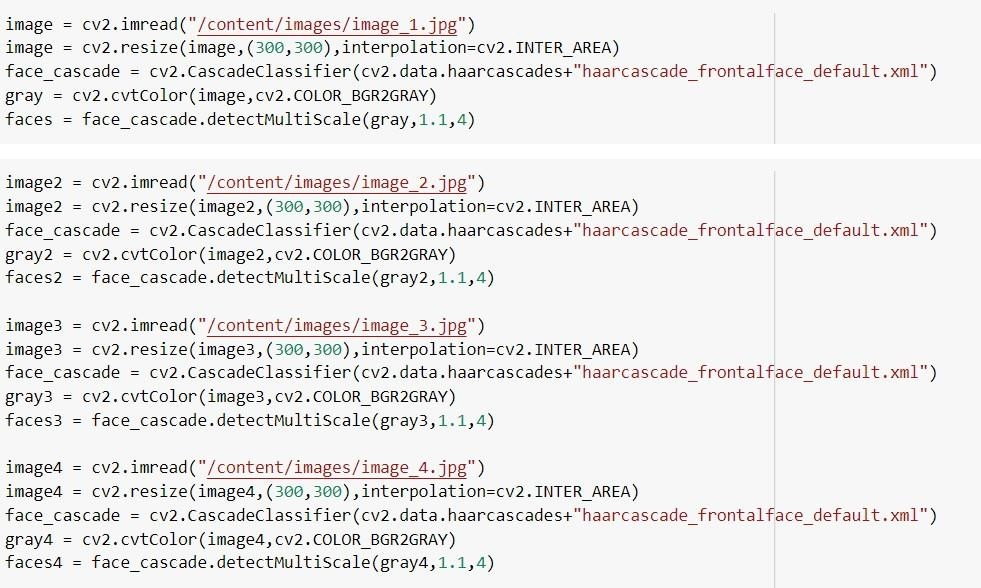 image = cv2.imread("/content/images/image_1.jpg")
image = cv2.resize(image,(300,300),interpolation=cv2.INTER_AREA)
face_cascade = cv2.CascadeClassifier(cv2.data.haarcascades+"haarcascade_frontalface_default.xml")
gray = cv2.cvtColor(image,cv2.COLOR_BGR2GRAY)
faces = face_cascade.detectMultiScale(gray,1.1,4)
image2 = cv2.imread("/content/images/image_2.jpg")
image2 = cv2.resize(image2,(300,300),interpolation=cv2.INTER_AREA)
face_cascade = cv2.CascadeClassifier(cv2.data.haarcascades+"haarcascade_frontalface_default.xml")
gray2 = cv2.cvtColor(image2,cv2.COLOR_BGR2GRAY)
faces2 = face_cascade.detectMultiScale(gray2,1.1,4)
image3 = cv2.imread("/content/images/image_3.jpg")
image3 = cv2.resize(image3,(300,300),interpolation=cv2.INTER_AREA)
face_cascade = cv2.CascadeClassifier(cv2.data.haarcascades+"haarcascade_frontalface_default.xml")
gray3 = cv2.cvtColor(image3,cv2.COLOR_BGR2GRAY)
faces3 = face_cascade.detectMultiScale(gray3,1.1,4)
image4 = cv2.imread("/content/images/image_4.jpg")
image4 = cv2.resize(image4,(300,300),interpolation=cv2.INTER_AREA)
face_cascade = cv2.CascadeClassifier(cv2.data.haarcascades+"haarcascade_frontalface_default.xml")
gray4 = cv2.cvtColor(image4,cv2.COLOR_BGR2GRAY)
faces4 = face_cascade.detectMultiScale(gray4,1.1,4)